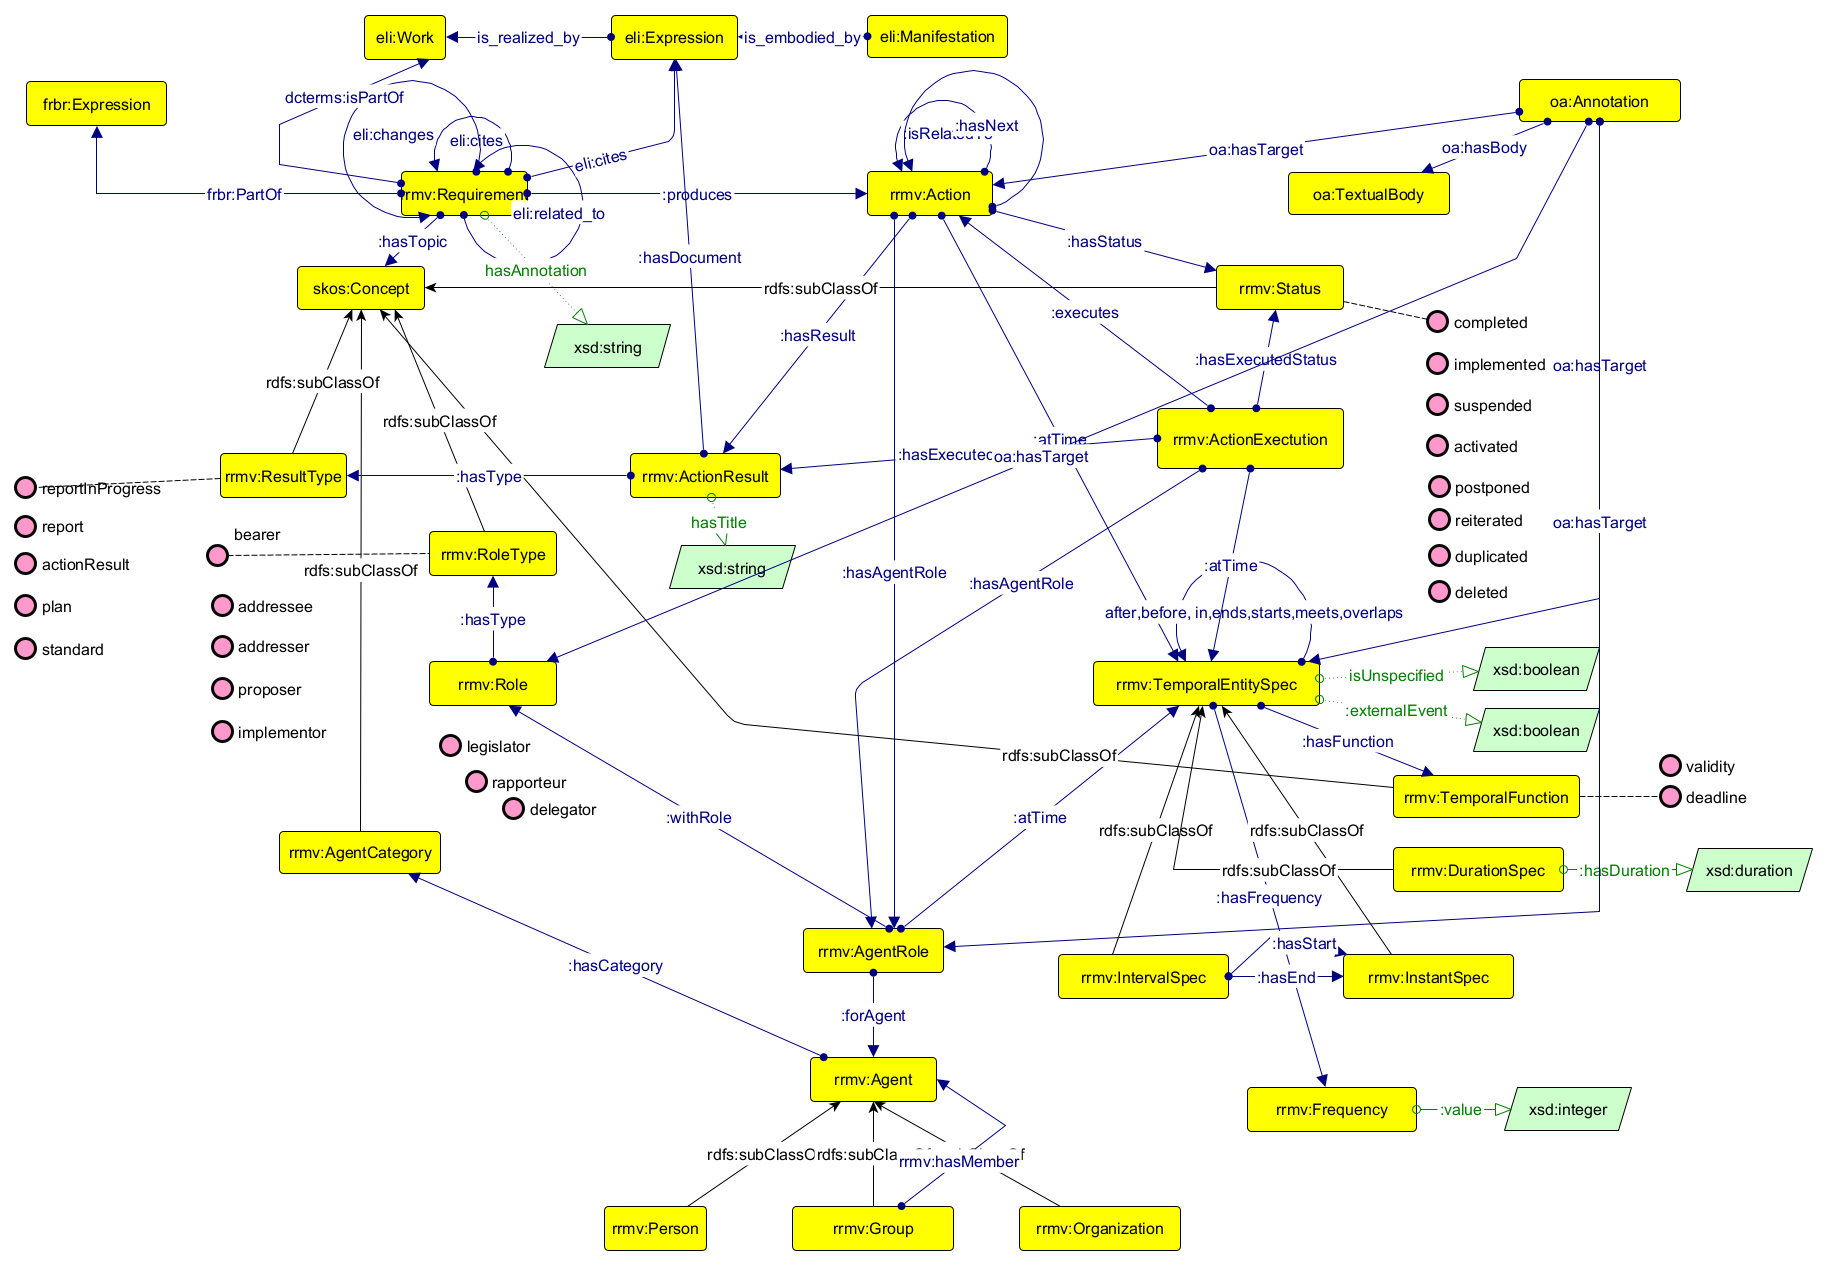 eli:Work
is_realized_by
eli:Expression
is_embodied_by
eli:Manifestation
frbr:Expression
dcterms:isPartOf
oa:Annotation
eli:changes
eli:cites
:hasNext
eli:cites
oa:hasTarget
oa:hasBody
frbr:PartOf
rrmv:Requirement
:produces
rrmv:Action
oa:TextualBody
eli:related_to
:hasTopic
:hasStatus
:hasDocument
hasAnnotation
skos:Concept
rdfs:subClassOf
rrmv:Status
:executes
completed
:hasResult
xsd:string
:hasExecutedStatus
implemented
oa:hasTarget
rdfs:subClassOf
suspended
rdfs:subClassOf
rrmv:ActionExectution
:atTime
activated
oa:hasTarget
reportInProgress
rrmv:ResultType
:hasType
rrmv:ActionResult
postponed
report
hasTitle
reiterated
oa:hasTarget
bearer
rrmv:RoleType
actionResult
rdfs:subClassOf
xsd:string
:hasAgentRole
:hasAgentRole
:atTime
duplicated
deleted
plan
addressee
:hasType
after,before, in,ends,starts,meets,overlaps
standard
addresser
rrmv:Role
rrmv:TemporalEntitySpec
isUnspecified
xsd:boolean
proposer
:externalEvent
xsd:boolean
implementor
legislator
:hasFunction
rdfs:subClassOf
rapporteur
validity
delegator
rrmv:TemporalFunction
deadline
:withRole
:atTime
rdfs:subClassOf
rdfs:subClassOf
rrmv:AgentCategory
rdfs:subClassOf
rrmv:DurationSpec
:hasDuration
xsd:duration
:hasFrequency
:hasStart
rrmv:AgentRole
:hasCategory
rrmv:IntervalSpec
:hasEnd
rrmv:InstantSpec
:forAgent
rrmv:Agent
rrmv:Frequency
:value
xsd:integer
rrmv:hasMember
rrmv:Person
rrmv:Group
rrmv:Organization